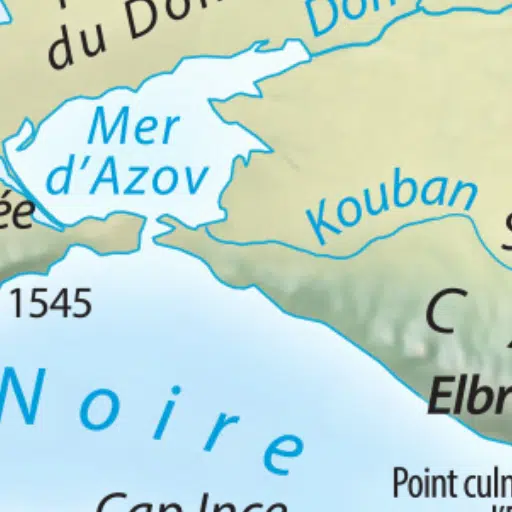 du Don
Don
Mer
d'Azov
ée
Kouban
1545
C
Noire
Elbr
Point culm
Cap Ince